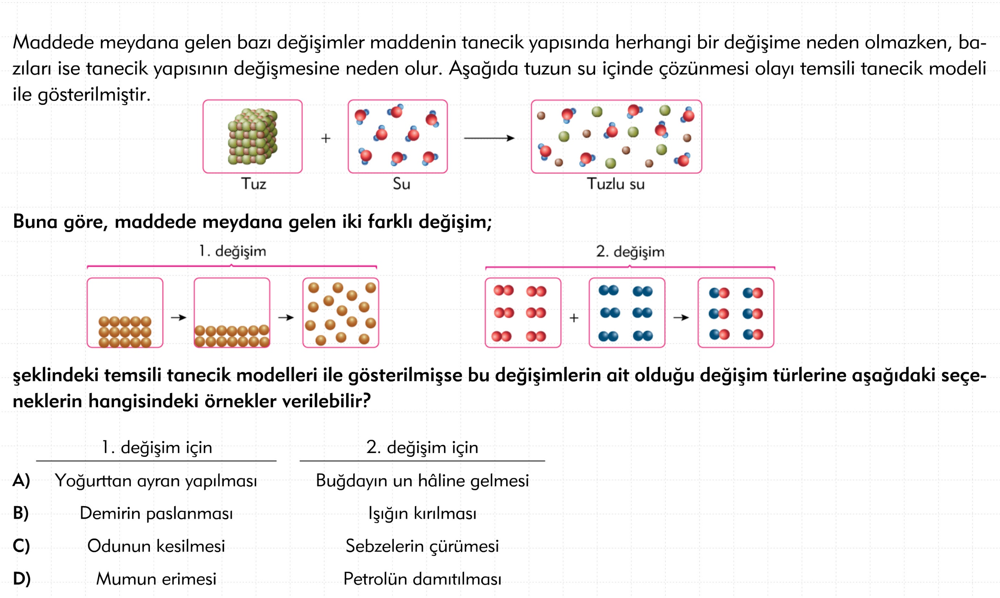 Maddede meydana gelen bazı değişimler maddenin tanecik yapısında herhangi bir değişime neden olmazken, ba-
zıları ise tanecik yapısının değişmesine neden olur. Aşağıda tuzun su içinde çözünmesi olayı temsili tanecik modeli
ile gösterilmiştir.
+
Tuz Su Tuzlu su
Buna göre, maddede meydana gelen iki farklı değişim;
1. değişim 2. değişim
+
şeklindeki temsili tanecik modelleri ile gösterilmişse bu değişimlerin ait olduğu değişim türlerine aşağıdaki seçe-
neklerin hangisindeki örnekler verilebilir?
1. değişim için 2. değişim için
A) Yoğurttan ayran yapılması Buğdayın un hâline gelmesi
B) Demirin paslanması Işığın kırılması
C) Odunun kesilmesi Sebzelerin çürümesi
D) Mumun erimesi Petrolün damıtılması